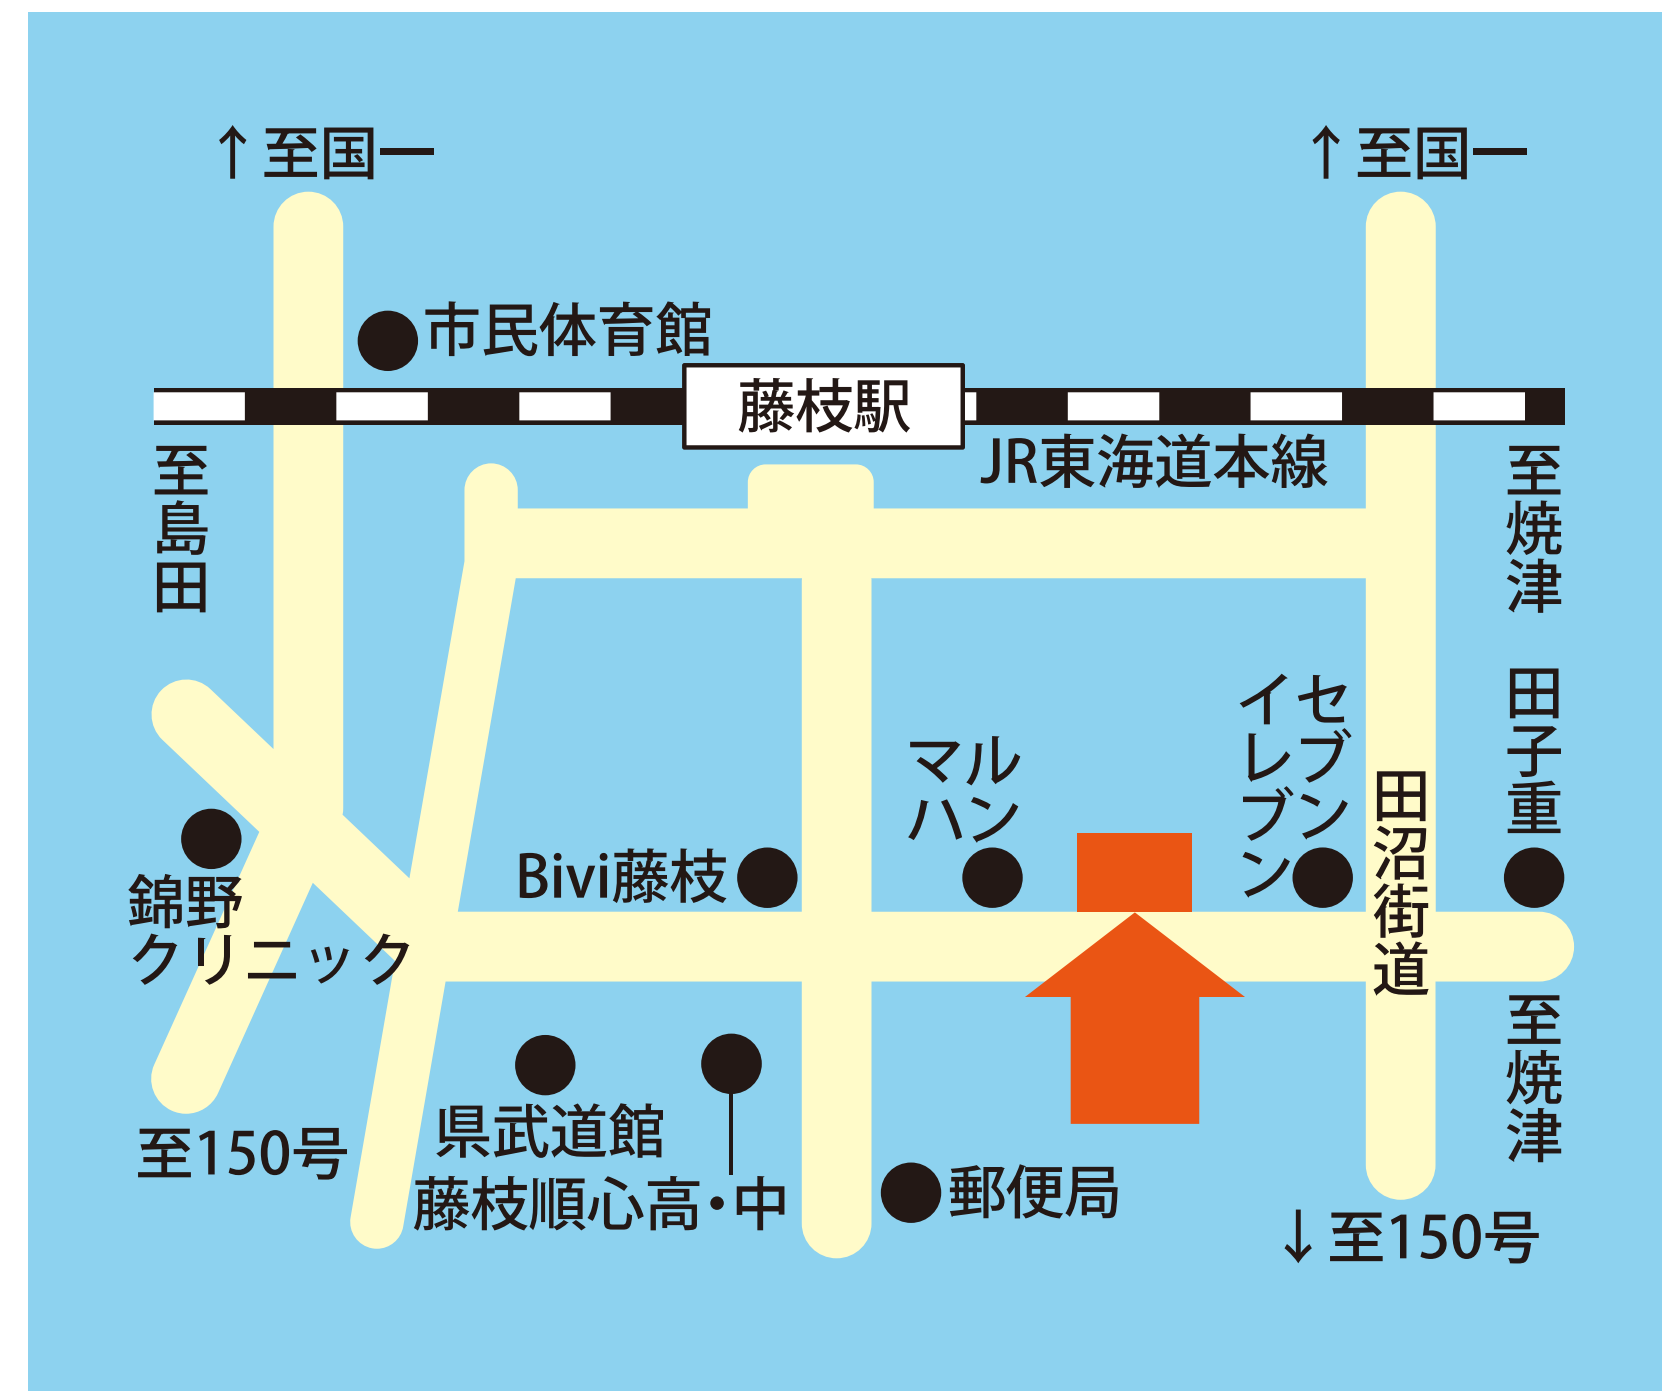 ↑至国一
↑至国一
市民体育館
藤枝駅
JR東海道本線
至島田
至焼津
田子重
セブン
イレブン
マル
ハン
田沼街道
Bivi藤枝
錦野
クリニック
至焼津
県武道館
藤枝順心高・中
至150号
郵便局
↓至150号